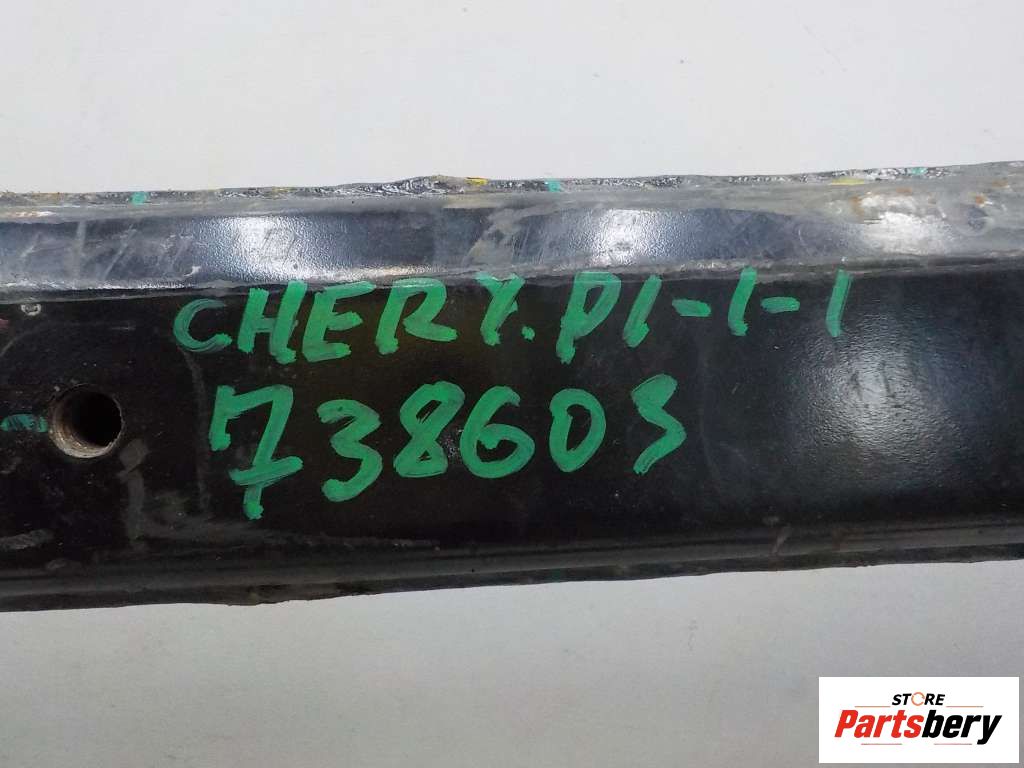 CHERY.P1-1-1
738603
STORE
Partsbery